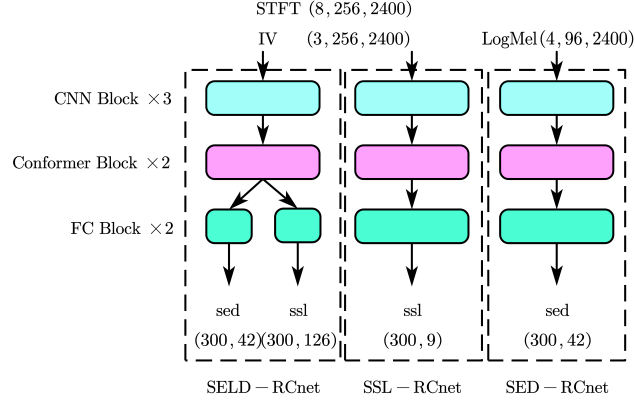 STFT (8, 256, 2400)
IV (3, 256, 2400) LogMel(4, 96, 2400)
CNN Block ×3
Conformer Block ×2
FC Block ×2
sed ssl ssl sed
(300, 42)(300, 126) (300, 9) (300, 42)
SELD − RCnet SSL − RCnet SED − RCnet